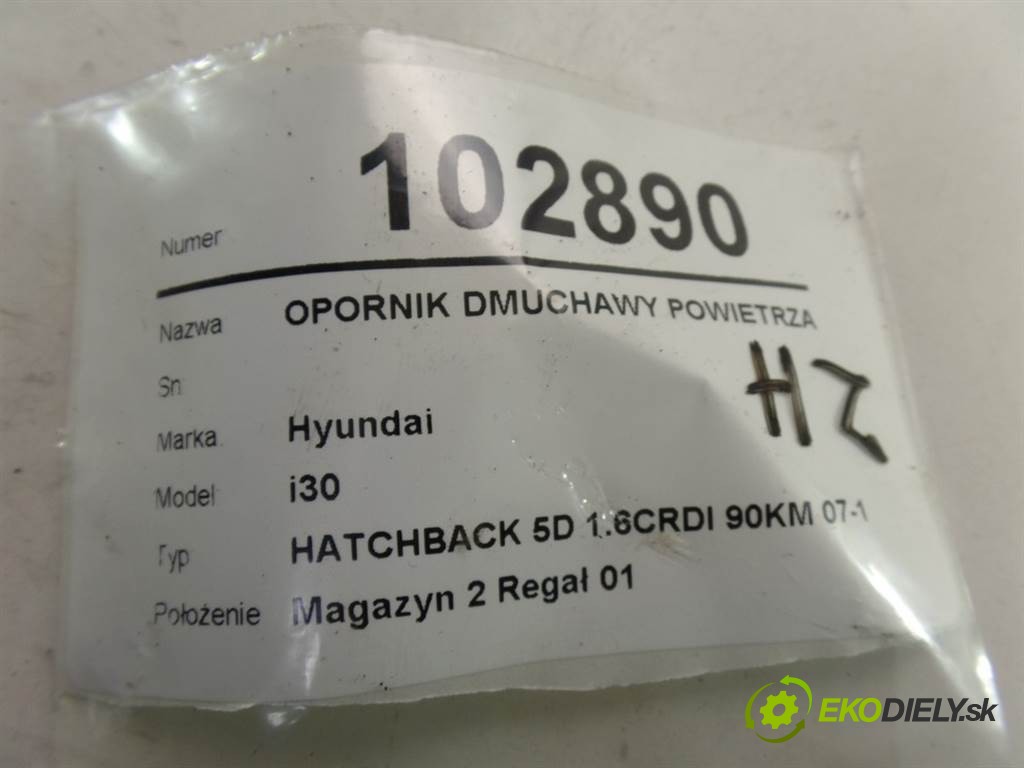 Numer 102890
Nazwa OPORNIK DMUCHAWY POWIETRZA
Sn
Marka Hyundai
Model i30
Typ HATCHBACK 5D 1.6CRDI 90KM 07-1
Położenie Magazyn 2 Regał 01
HZ
EKODIELY.sk